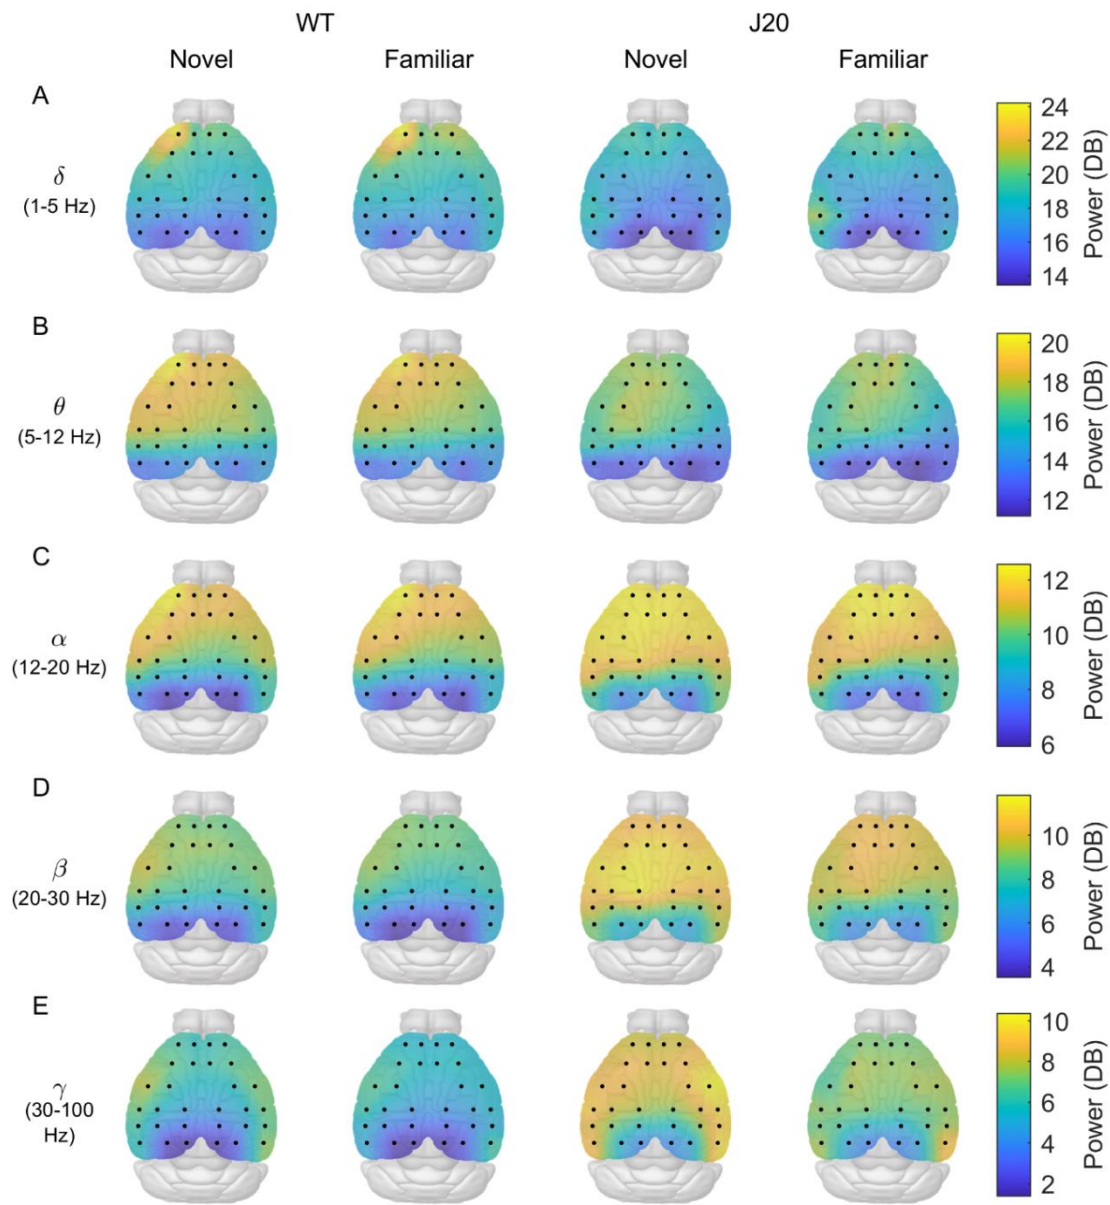 WT J20
Novel Familiar Novel Familiar
A
δ
(1-5 Hz)
24
22
20
18
16
14
Power (DB)
B
θ
(5-12 Hz)
20
18
16
14
12
Power (DB)
C
α
(12-20 Hz)
12
10
8
6
Power (DB)
D
β
(20-30 Hz)
10
8
6
4
Power (DB)
E
γ
(30-100
Hz)
10
8
6
4
2
Power (DB)